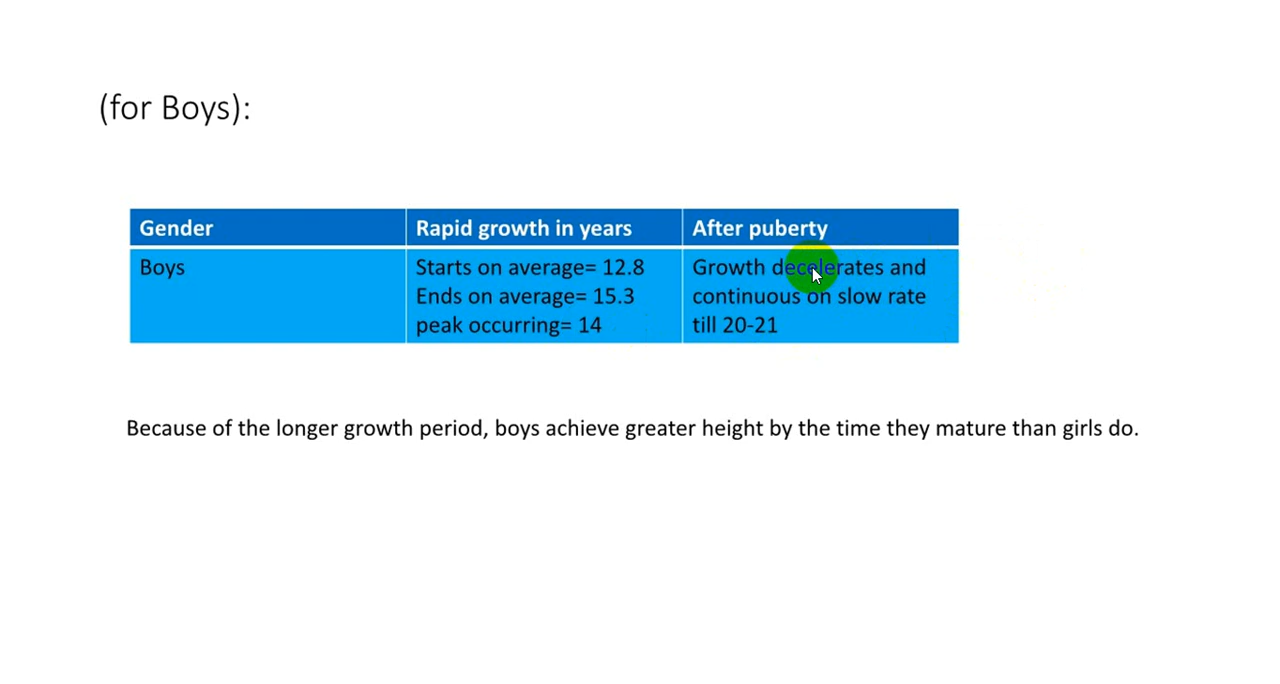 (for Boys):
Gender Rapid growth in years After puberty
Boys Starts on average= 12.8 Growth decelerates and
Ends on average= 15.3 continuous on slow rate
peak occurring= 14 till 20-21
Because of the longer growth period, boys achieve greater height by the time they mature than girls do.